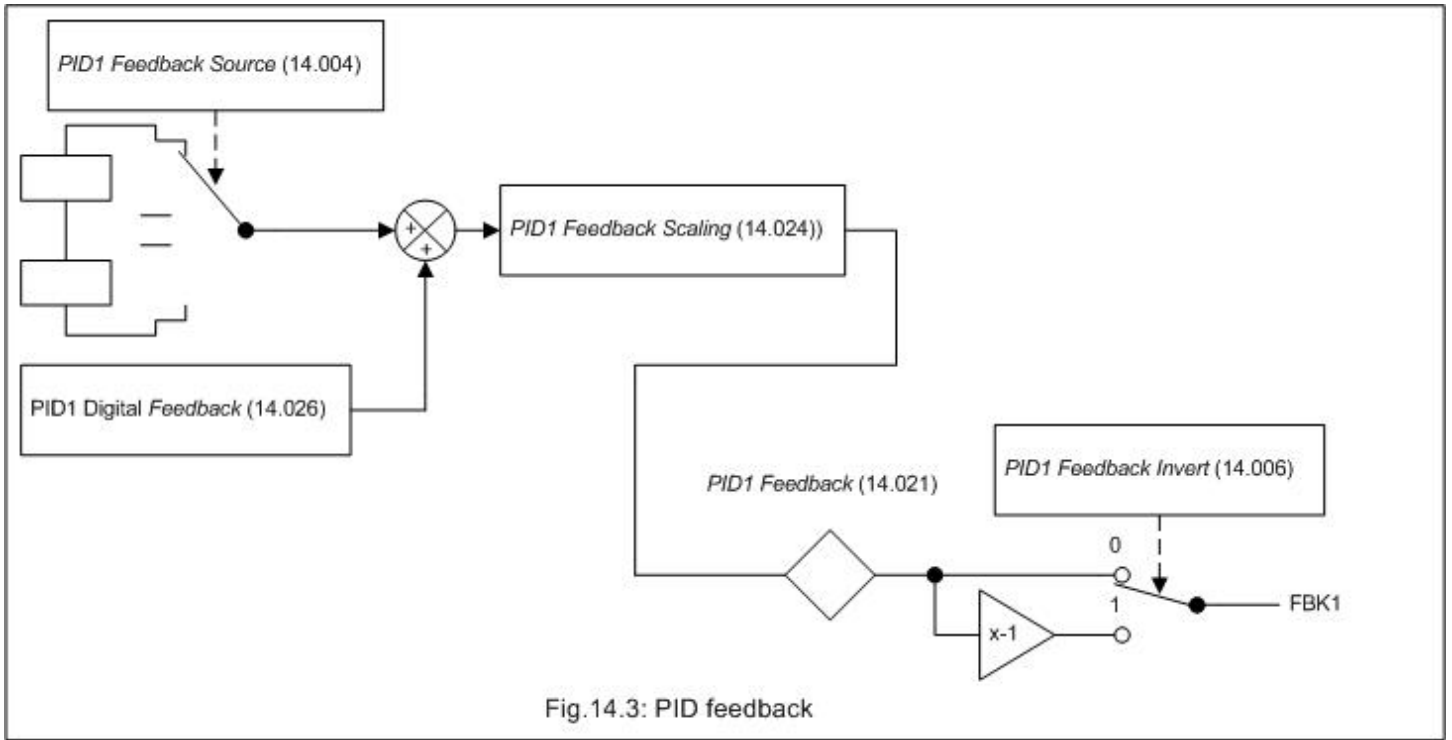 PID1 Feedback Source (14.004)
+
+
PID1 Feedback Scaling (14.024))
PID1 Digital Feedback (14.026)
PID1 Feedback (14.021)
PID1 Feedback Invert (14.006)
0
1
x-1
FBK1
Fig.14.3: PID feedback